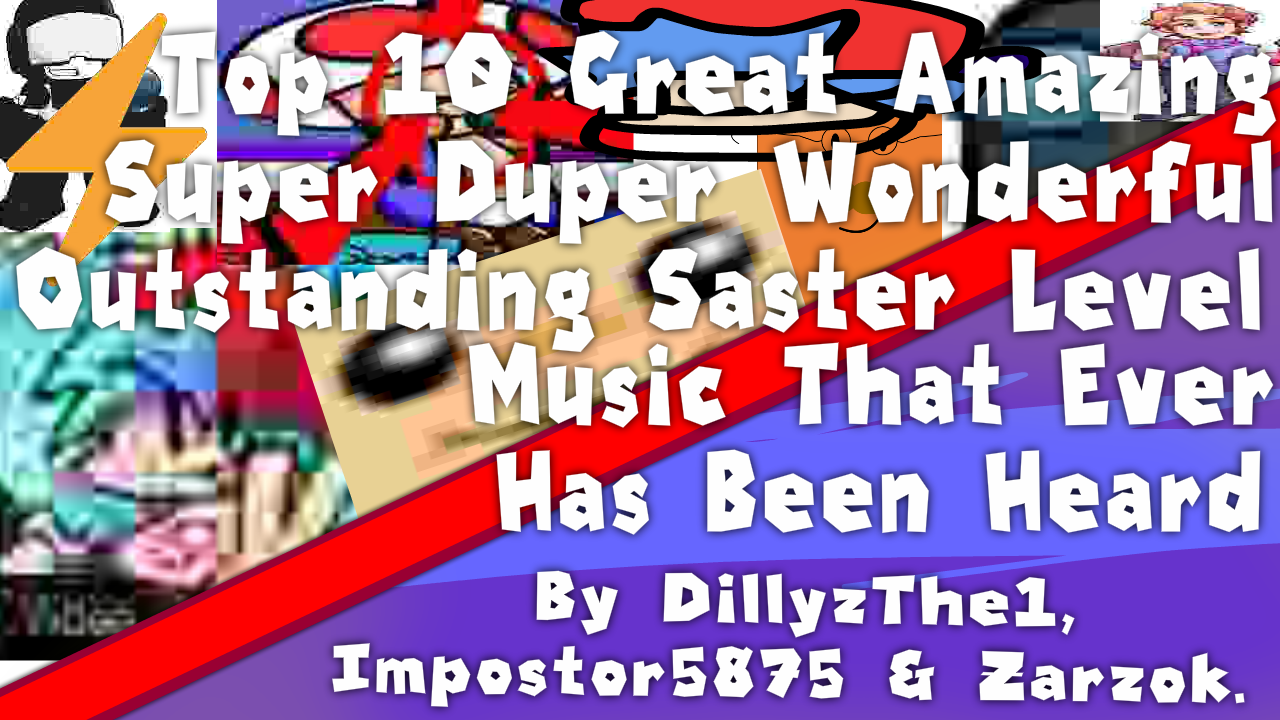 Top 10 Great Amazing
Super Duper Wonderful
Outstanding Saster Level
Music That Ever
Has Been Heard
By DillyzThe1,
Impostor5875 & Zarzok.